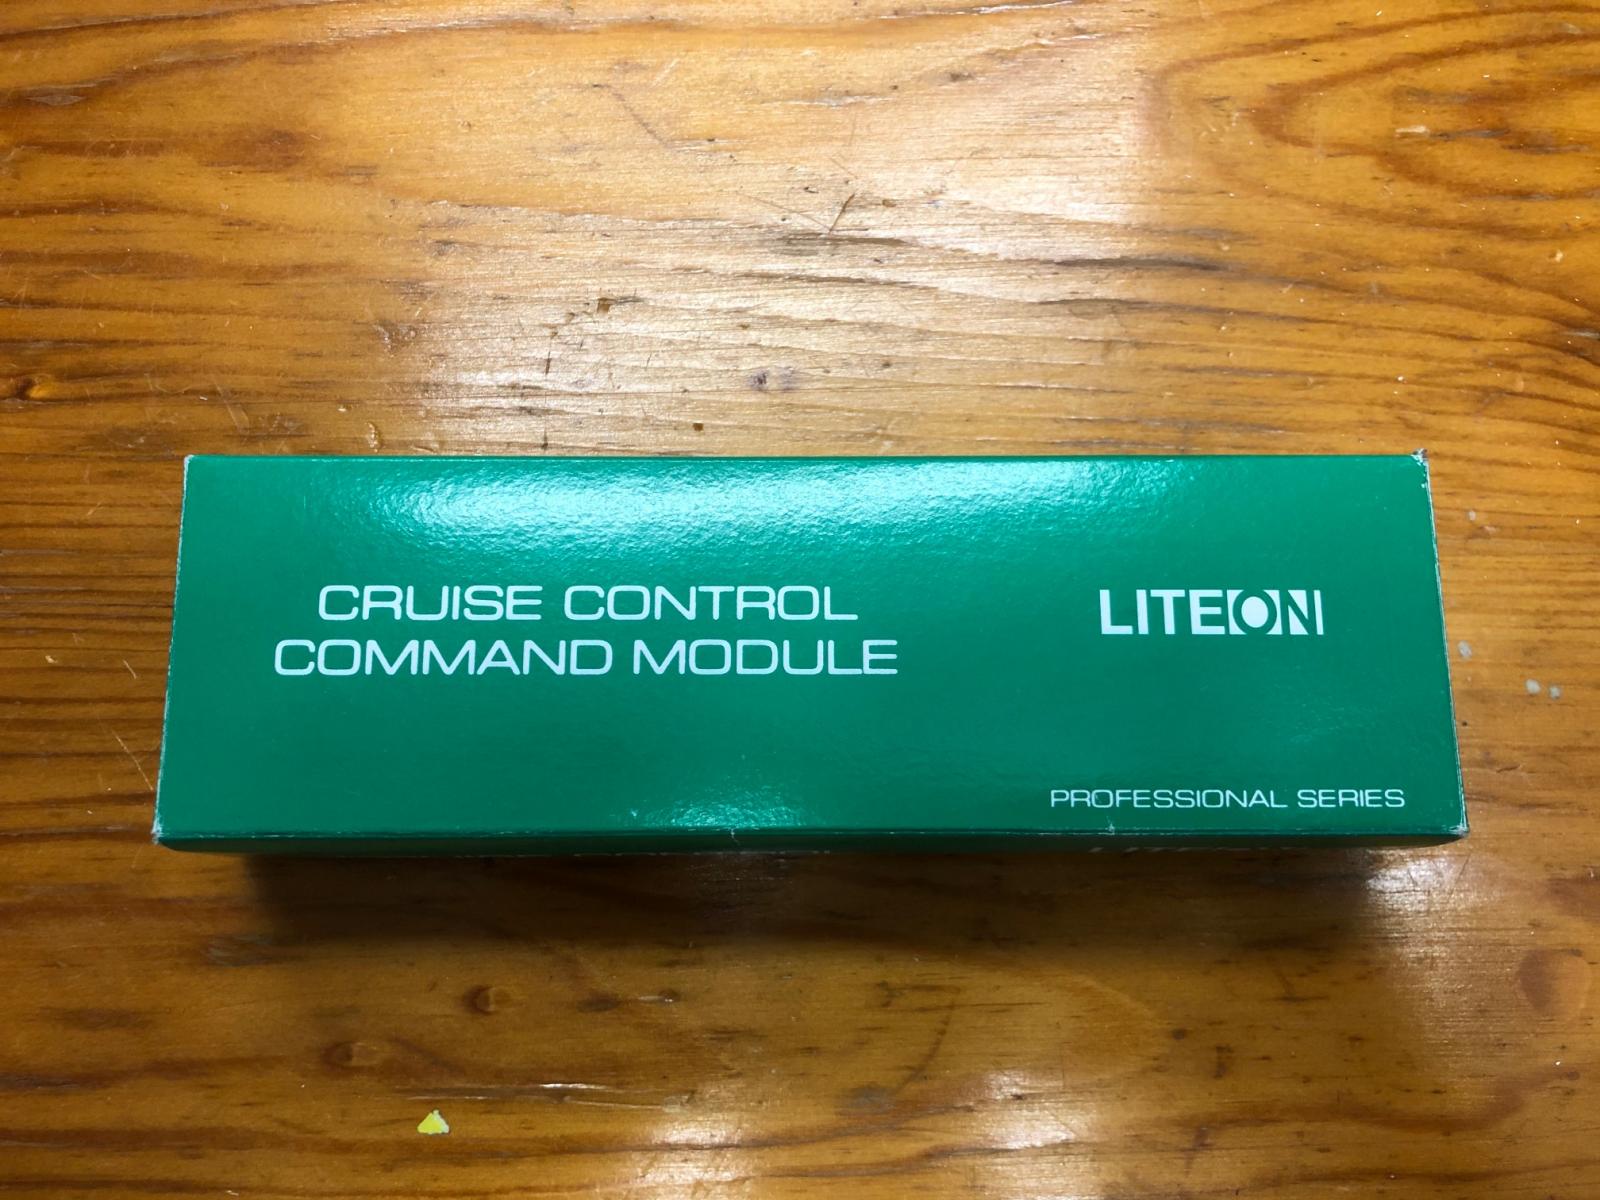 CRUISE CONTROL
COMMAND MODULE
LITEON
PROFESSIONAL SERIES